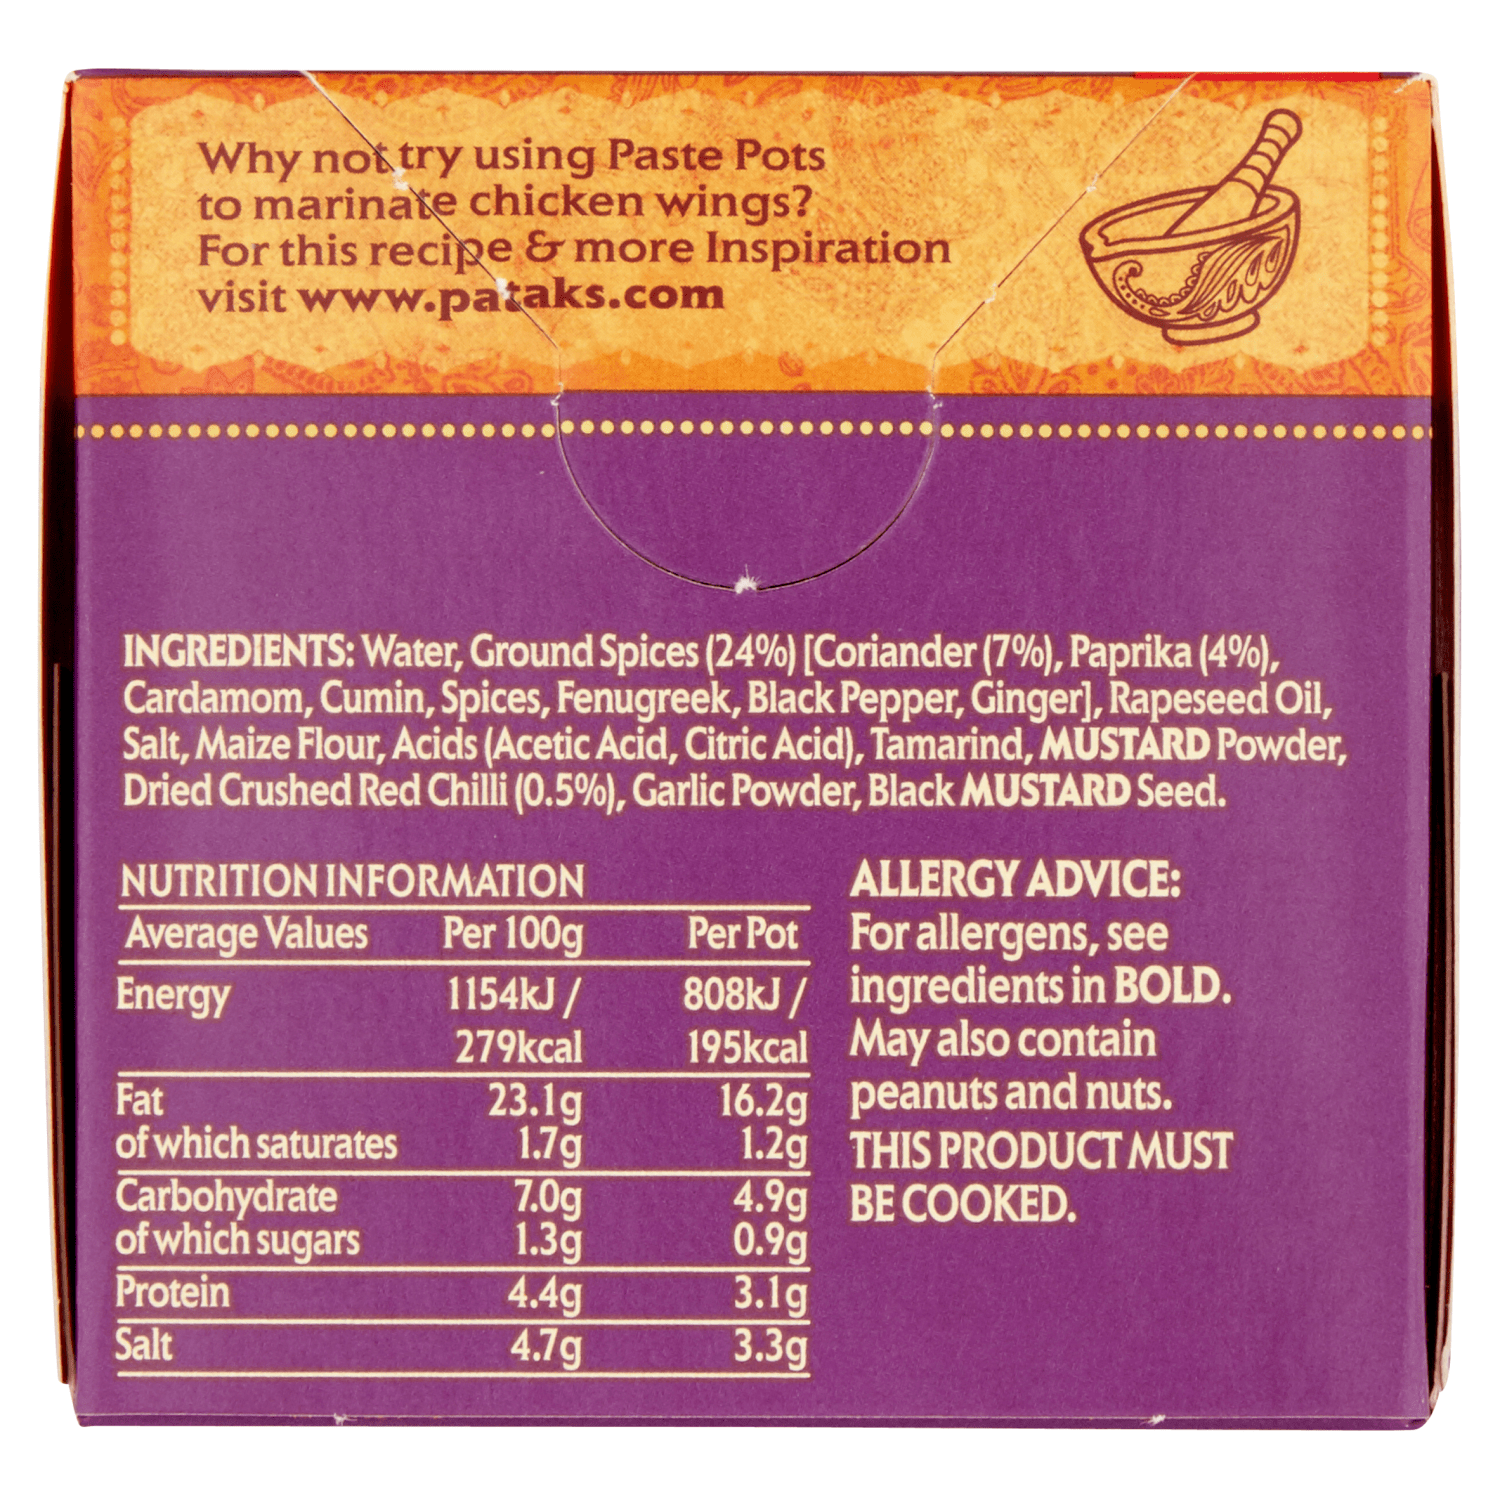 Why not try using Paste Pots
to marinate chicken wings?
For this recipe & more Inspiration
visit www.pataks.com
INGREDIENTS: Water, Ground Spices (24%) [Coriander (7%), Paprika (4%),
Cardamom, Cumin, Spices, Fenugreek, Black Pepper, Ginger], Rapeseed Oil,
Salt, Maize Flour, Acids (Acetic Acid, Citric Acid), Tamarind, MUSTARD Powder,
Dried Crushed Red Chilli (0.5%), Garlic Powder, Black MUSTARD Seed.
NUTRITION INFORMATION
Average Values Per 100g Per Pot
Energy 1154kJ / 808kJ /
279kcal 195kcal
Fat 23.1g 16.2g
of which saturates 1.7g 1.2g
Carbohydrate 7.0g 4.9g
of which sugars 1.3g 0.9g
Protein 4.4g 3.1g
Salt 4.7g 3.3g
ALLERGY ADVICE:
For allergens, see
ingredients in BOLD.
May also contain
peanuts and nuts.
THIS PRODUCT MUST
BE COOKED.